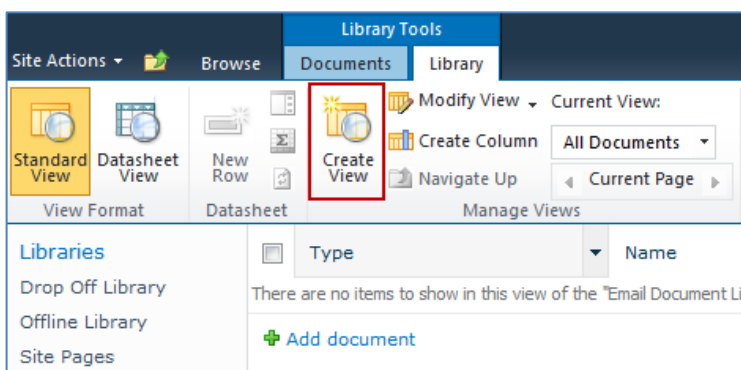 Library Tools
Site Actions Browse Documents Library
Standard View
Datasheet View
New Row
Create View
Modify View
Create Column
Navigate Up
Current View:
All Documents
Current Page
View Format
Datasheet
Manage Views
Libraries
Drop Off Library
Offline Library
Site Pages
Type Name
There are no items to show in this view of the "Email Document Li
Add document